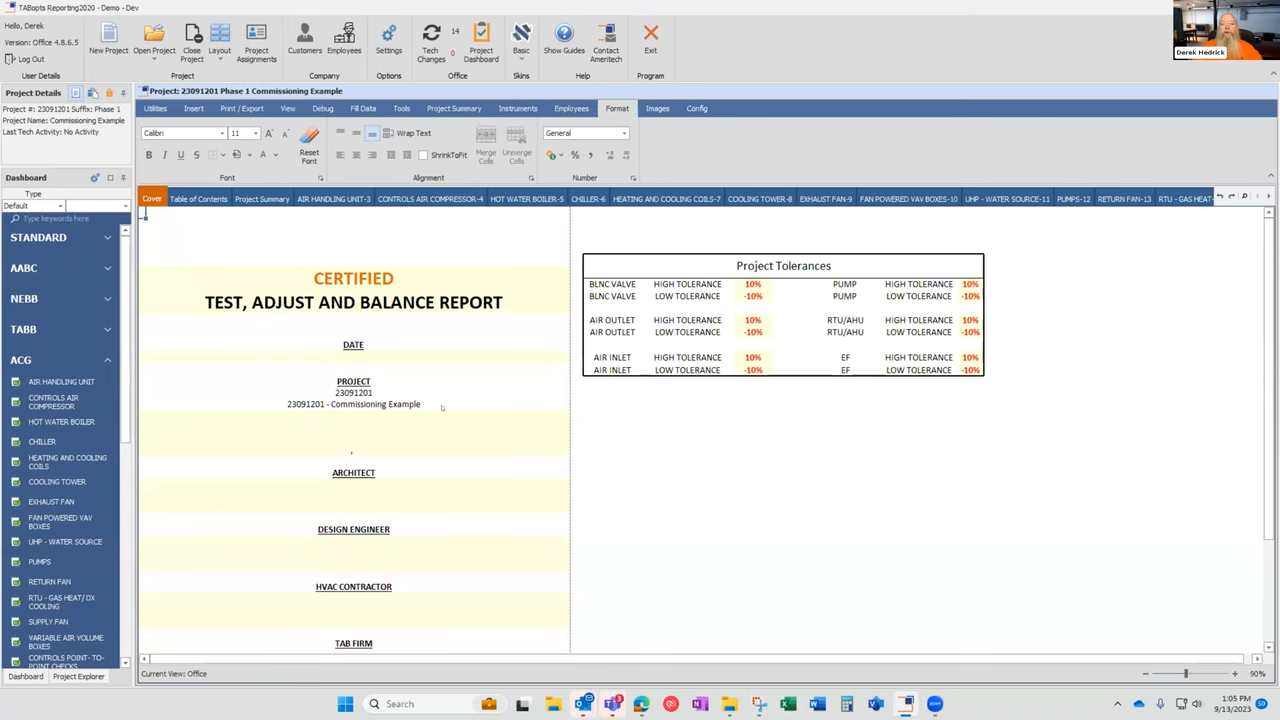 TABopts Reporting2020 - Demo - Dev
Hello, Derek
Version: Office 4.8.6.5
Log Out
User Details
New Project
Open Project
Close Project
Layout
Project Assignments
Project
Customers
Employees
Company
Settings
Options
Tech Changes
14
0
Project Dashboard
Office
Basic
Skins
Show Guides
Contact Ameritech
Help
Exit
Program
Derek Hedrick
Project Details
Project #: 23091201 Suffix: Phase 1
Project Name: Commissioning Example
Last Tech Activity: No Activity
Project: 23091201 Phase 1 Commissioning Example
Utilities Insert Print / Export View Debug Fill Data Tools Project Summary Instruments Employees Format Images Config
Calibri 11
B I U S
Reset Font
Font
Wrap Text
ShrinkToFit
Merge Cells
Unmerge Cells
Alignment
General
Number
Dashboard
Type
Default
Type keywords here
STANDARD
AABC
NEBB
TABB
ACG
AIR HANDLING UNIT
CONTROLS AIR COMPRESSOR
HOT WATER BOILER
CHILLER
HEATING AND COOLING COILS
COOLING TOWER
EXHAUST FAN
FAN POWERED VAV BOXES
UHP - WATER SOURCE
PUMPS
RETURN FAN
RTU - GAS HEAT/ DX COOLING
SUPPLY FAN
VARIABLE AIR VOLUME BOXES
CONTROLS POINT- TO- POINT CHECKS
Dashboard Project Explorer
Cover Table of Contents Project Summary AIR HANDLING UNIT-3 CONTROLS AIR COMPRESSOR-4 HOT WATER BOILER-5 CHILLER-6 HEATING AND COOLING COILS-7 COOLING TOWER-8 EXHAUST FAN-9 FAN POWERED VAV BOXES-10 UHP - WATER SOURCE-11 PUMPS-12 RETURN FAN-13 RTU - GAS HEAT-
CERTIFIED
TEST, ADJUST AND BALANCE REPORT
DATE
PROJECT
23091201
23091201 - Commissioning Example
,
ARCHITECT
DESIGN ENGINEER
HVAC CONTRACTOR
TAB FIRM
Project Tolerances
BLNC VALVE HIGH TOLERANCE 10% PUMP HIGH TOLERANCE 10%
BLNC VALVE LOW TOLERANCE -10% PUMP LOW TOLERANCE -10%
AIR OUTLET HIGH TOLERANCE 10% RTU/AHU HIGH TOLERANCE 10%
AIR OUTLET LOW TOLERANCE -10% RTU/AHU LOW TOLERANCE -10%
AIR INLET HIGH TOLERANCE 10% EF HIGH TOLERANCE 10%
AIR INLET LOW TOLERANCE -10% EF LOW TOLERANCE -10%
Current View: Office
90%
Search
1:05 PM
9/13/2023